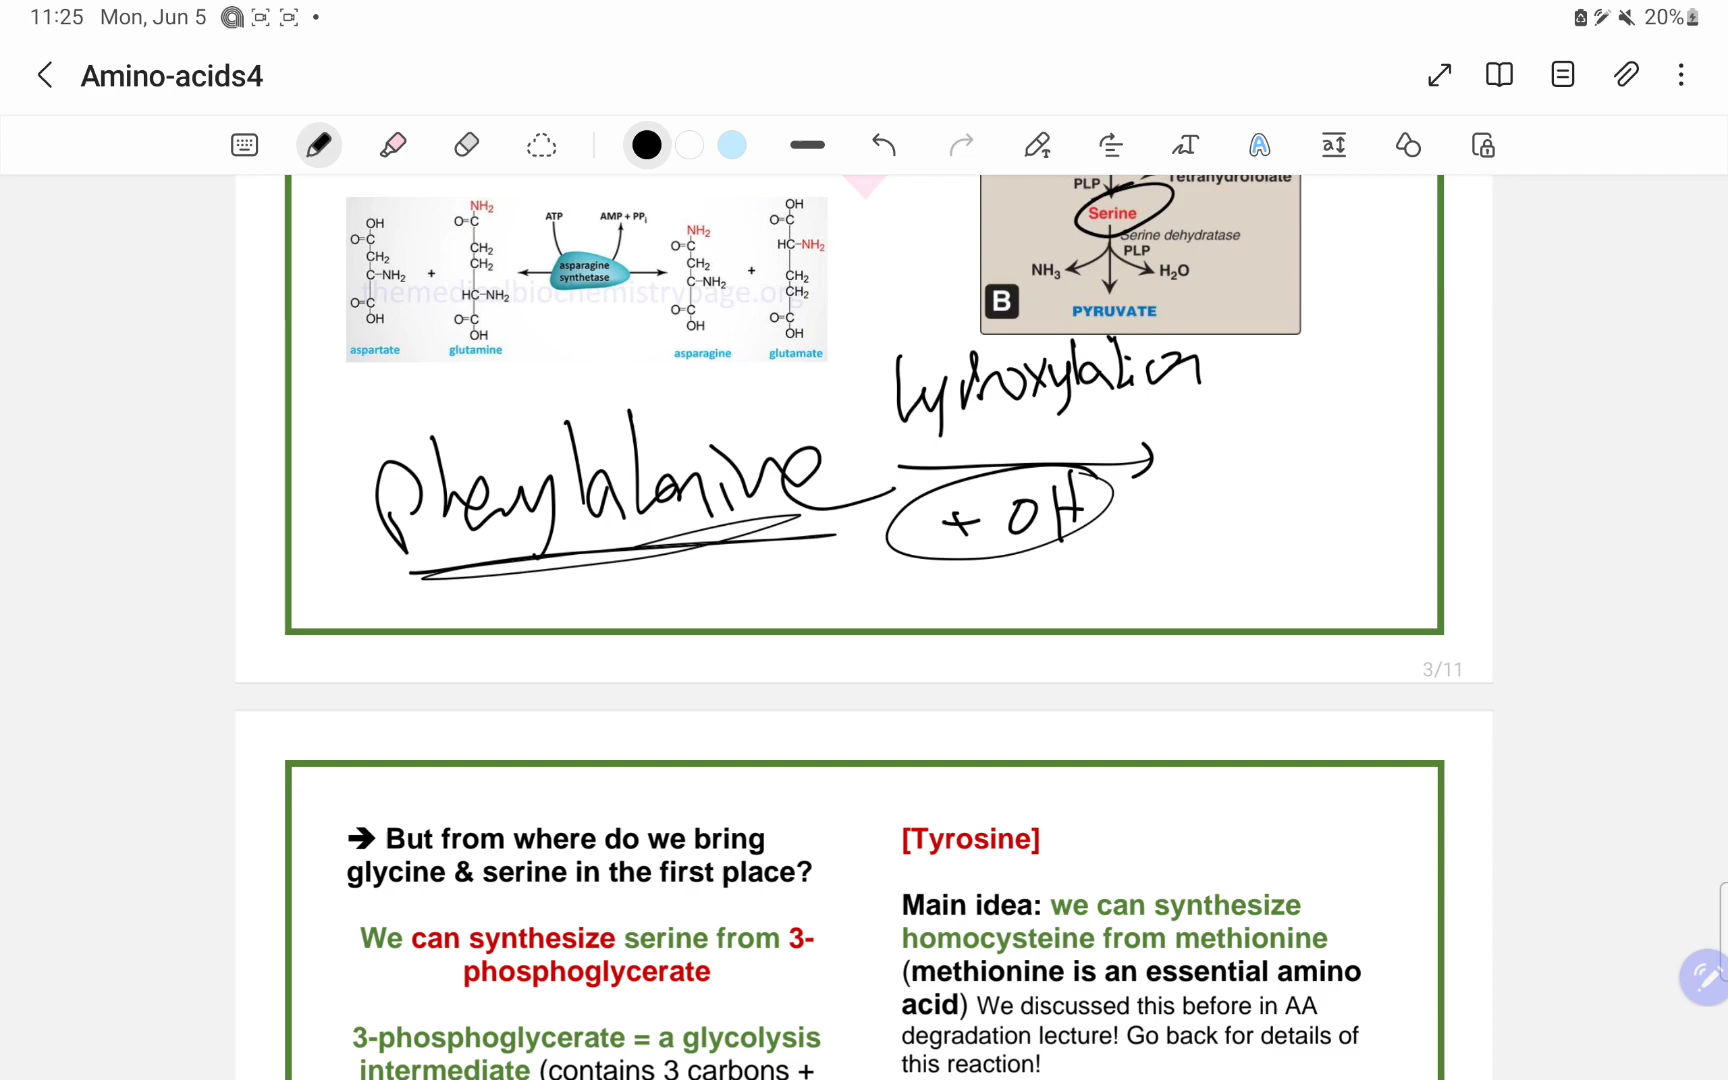 11:25 Mon, Jun 5
20%
Amino-acids4
PLP
Tetrahydrofolate
Serine
Serine dehydratase
PLP
NH3
H2O
B
PYRUVATE
OH
O=C
CH2
C-NH2
O=C
OH
aspartate
+
NH2
O=C
CH2
CH2
HC-NH2
O=C
OH
glutamine
ATP
AMP + PPi
asparagine
synthetase
NH2
O=C
CH2
C-NH2
O=C
OH
asparagine
+
OH
O=C
HC-NH2
CH2
CH2
O=C
OH
glutamate
themedicalbiochemistrypage.org
hydroxylation
phenylalanine
+ OH
3/11
➔ But from where do we bring
glycine & serine in the first place?
We can synthesize serine from 3-
phosphoglycerate
3-phosphoglycerate = a glycolysis
intermediate (contains 3 carbons +
[Tyrosine]
Main idea: we can synthesize
homocysteine from methionine
(methionine is an essential amino
acid) We discussed this before in AA
degradation lecture! Go back for details of
this reaction!